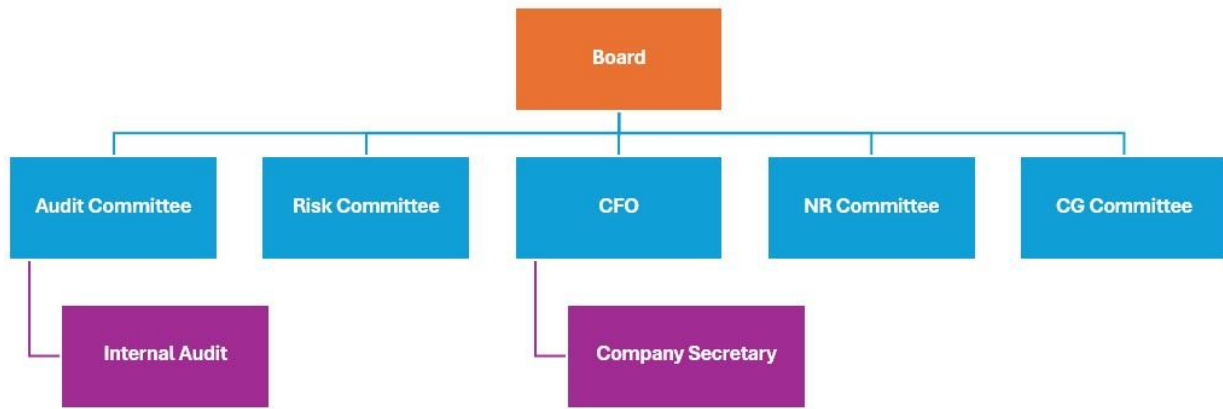 Board
Audit Committee
Risk Committee
CFO
NR Committee
CG Committee
Internal Audit
Company Secretary